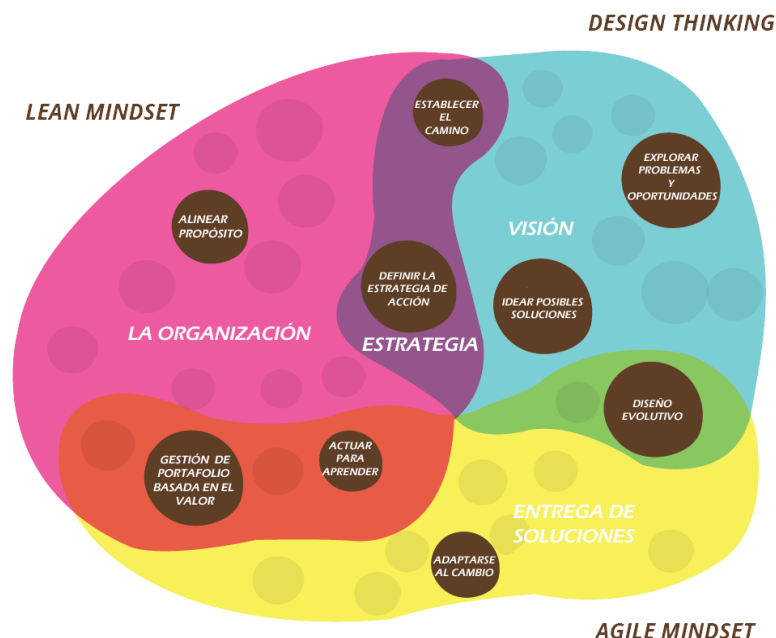 DESIGN THINKING
LEAN MINDSET
ESTABLECER
EL
CAMINO
EXPLORAR
PROBLEMAS
Y
OPORTUNIDADES
ALINEAR
PROPÓSITO
VISIÓN
DEFINIR LA
ESTRATEGIA DE
ACCIÓN
IDEAR POSIBLES
SOLUCIONES
LA ORGANIZACIÓN
ESTRATEGIA
DISEÑO
EVOLUTIVO
GESTIÓN DE
PORTAFOLIO
BASADA EN EL
VALOR
ACTUAR
PARA
APRENDER
ENTREGA DE
SOLUCIONES
ADAPTARSE
AL CAMBIO
AGILE MINDSET